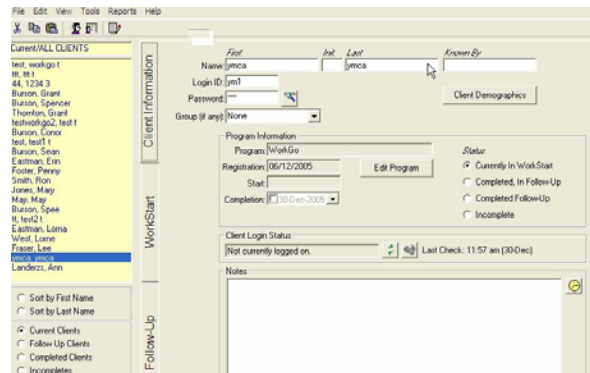 File Edit View Tools Reports Help
Current/ALL CLIENTS
test, workgo t
ttt, ttt t
44, 1234 3
Burson, Grant
Burson, Spencer
Thornton, Grant
testworkgo2, test t
Burson, Conor
test, test1 t
Burson, Sean
Eastman, Erin
Foster, Penny
Smith, Ron
Jones, Mary
May, May
Burson, Spee
tt, test2 t
Eastman, Lorna
West, Lorne
Fraser, Lee
ymca, ymca
Landerzs, Ann
Sort by First Name
Sort by Last Name
Current Clients
Follow Up Clients
Completed Clients
Incompletes
Client Information
WorkStart
Follow-Up
First Init Last Known By
Name: ymca ymca
Login ID: ym1
Password: ***
Client Demographics
Group (if any): None
Program Information
Program: WorkGo
Registration: 06/12/2005
Edit Program
Start:
Completion: 30-Dec-2005
Status
Currently In WorkStart
Completed, In Follow-Up
Completed Follow-Up
Incomplete
Client Login Status
Not currently logged on.
Last Check: 11:57 am (30-Dec)
Notes